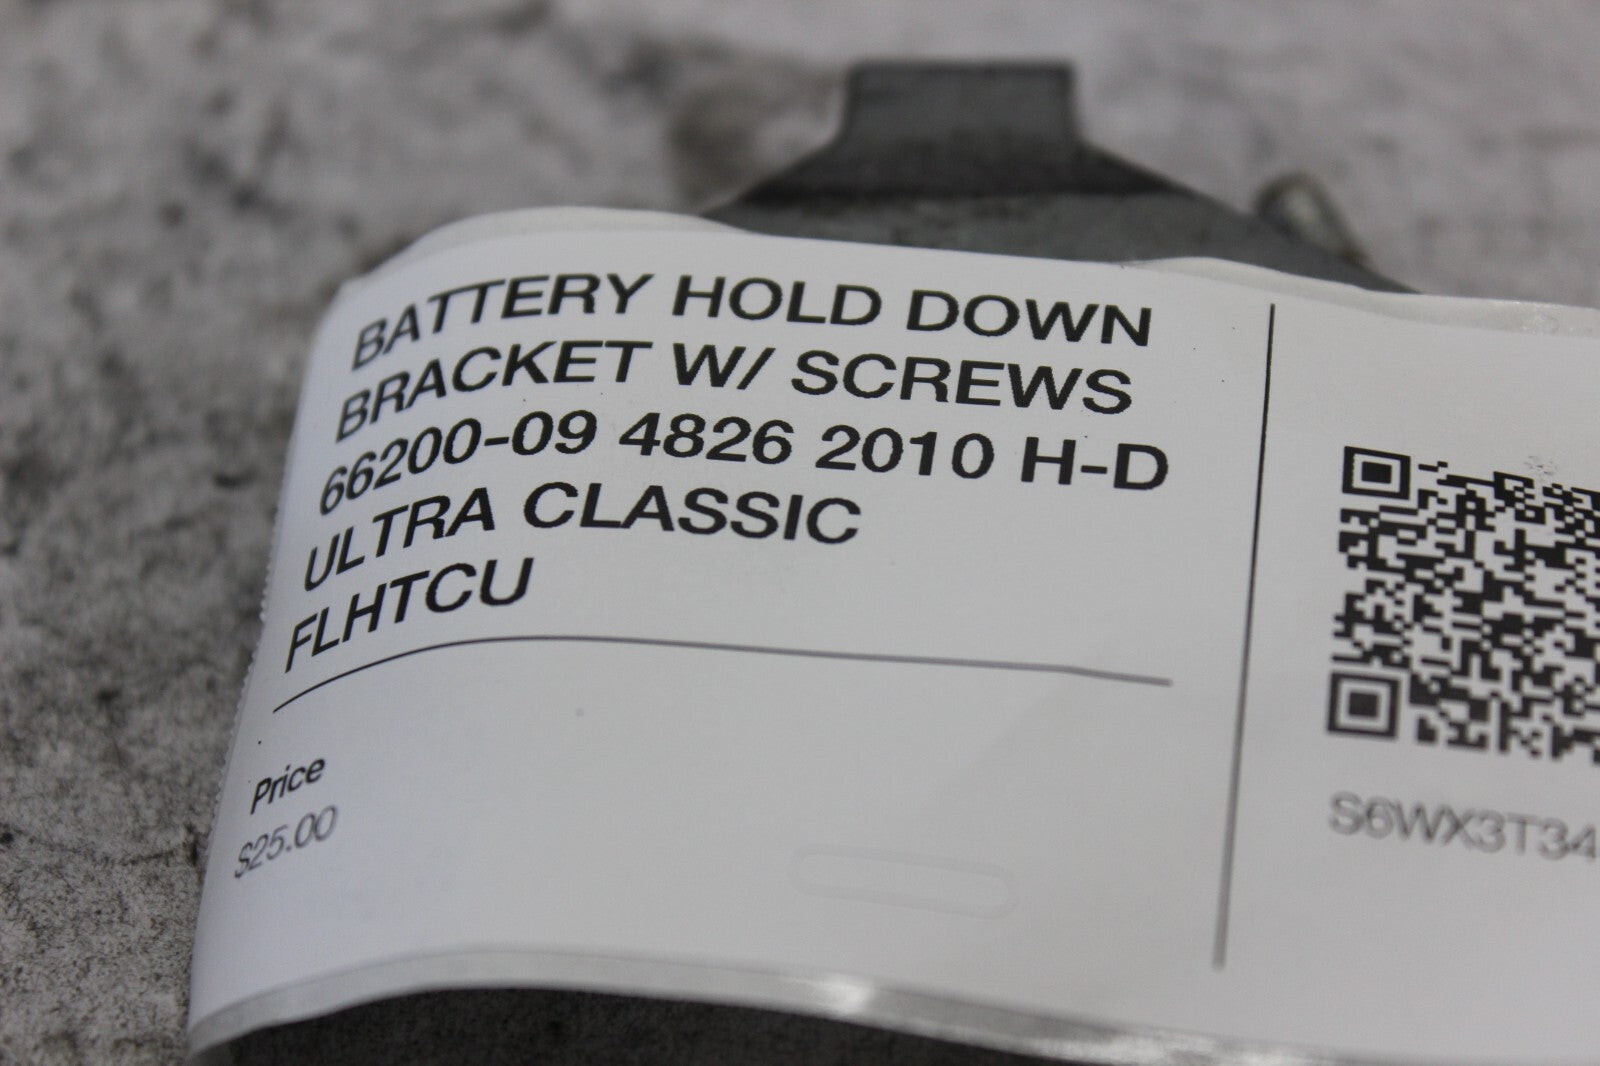 BATTERY HOLD DOWN
BRACKET W/ SCREWS
66200-09 4826 2010 H-D
ULTRA CLASSIC
FLHTCU
Price
$25.00
S6WX3T34